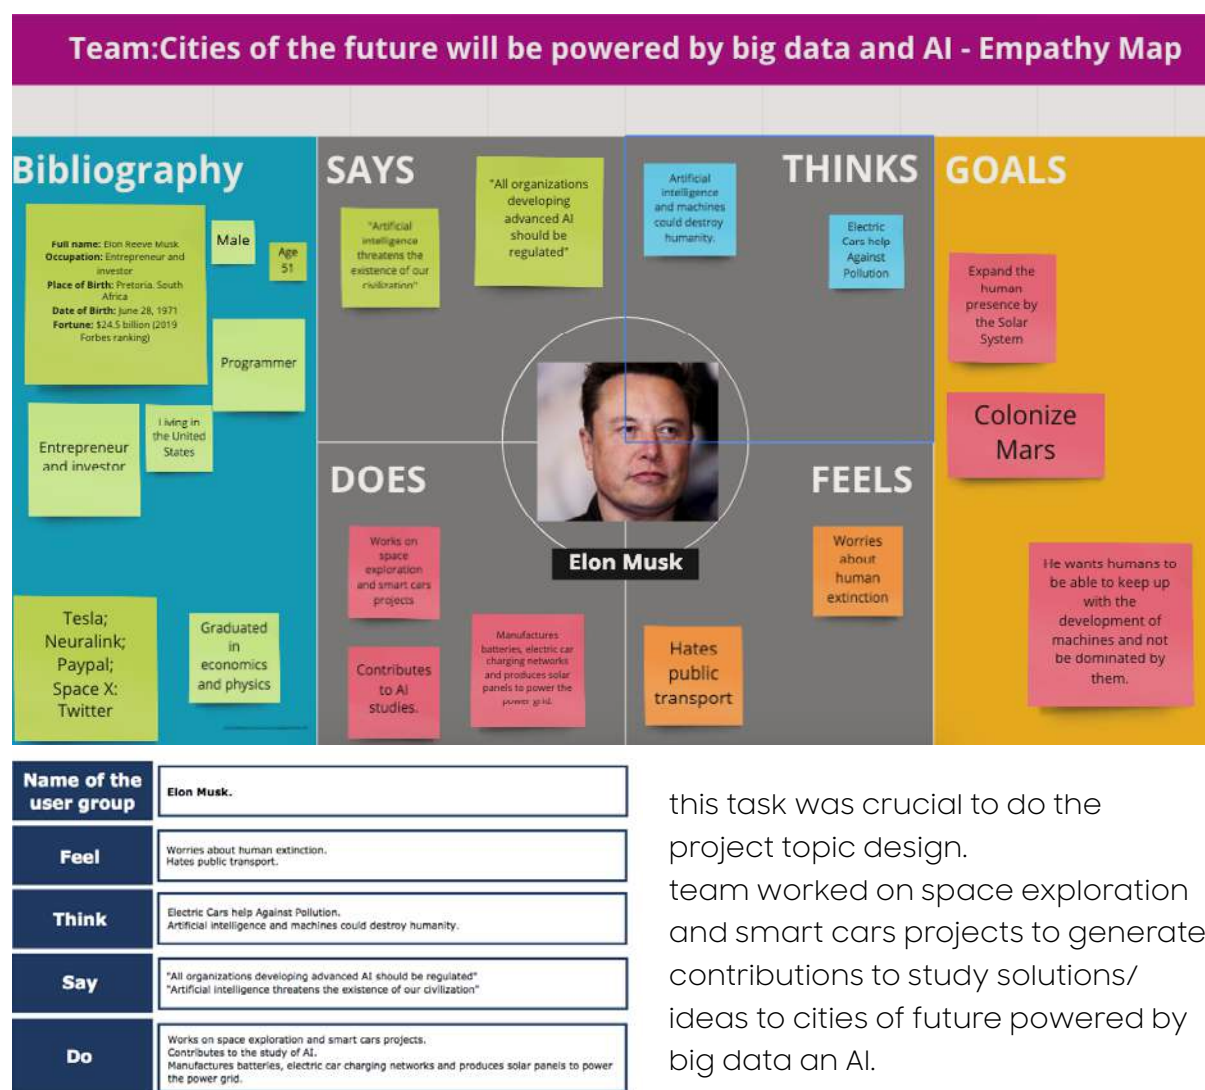 Team:Cities of the future will be powered by big data and AI - Empathy Map
Bibliography
Full name: Elon Reeve Musk
Occupation: Entrepreneur and
investor
Place of Birth: Pretoria. South
Africa
Date of Birth: June 28, 1971
Fortune: $24.5 billion (2019
Forbes ranking)
Male
Age
51
Programmer
Entrepreneur
and investor
Living in
the United
States
Tesla;
Neuralink;
Paypal;
Space X:
Twitter
Graduated
in
economics
and physics
SAYS
"Artificial
intelligence
threatens the
existence of our
civilization"
"All organizations
developing
advanced AI
should be
regulated"
THINKS
Artificial
intelligence
and machines
could destroy
humanity.
Electric
Cars help
Against
Pollution
DOES
Works on
space
exploration
and smart cars
projects
Contributes
to AI
studies.
Manufactures
batteries, electric car
charging networks
and produces solar
panels to power the
power grid.
Elon Musk
FEELS
Worries
about
human
extinction
Hates
public
transport
GOALS
Expand the
human
presence by
the Solar
System
Colonize
Mars
He wants humans to
be able to keep up
with the
development of
machines and not
be dominated by
them.
Name of the
user group
Elon Musk.
Feel
Worries about human extinction.
Hates public transport.
Think
Electric Cars help Against Pollution.
Artificial intelligence and machines could destroy humanity.
Say
"All organizations developing advanced AI should be regulated"
"Artificial intelligence threatens the existence of our civilization"
Do
Works on space exploration and smart cars projects.
Contributes to the study of AI.
Manufactures batteries, electric car charging networks and produces solar panels to power
the power grid.
this task was crucial to do the
project topic design.
team worked on space exploration
and smart cars projects to generate
contributions to study solutions/
ideas to cities of future powered by
big data an AI.